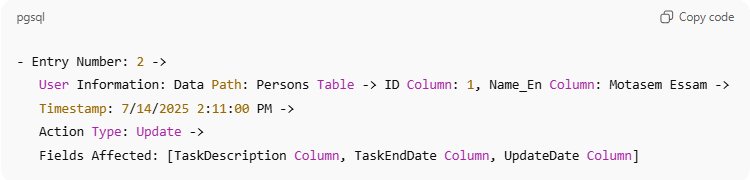 pgsql
Copy code
- Entry Number: 2 ->
User Information: Data Path: Persons Table -> ID Column: 1, Name_En Column: Motasem Essam ->
Timestamp: 7/14/2025 2:11:00 PM ->
Action Type: Update ->
Fields Affected: [TaskDescription Column, TaskEndDate Column, UpdateDate Column]